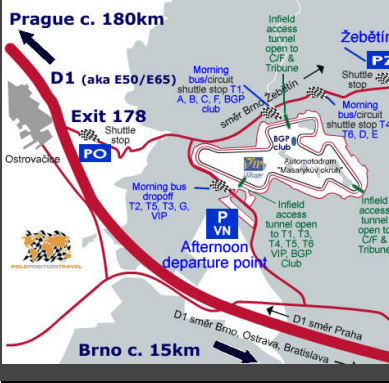 Prague c. 180km
D1 (aka E50/E65)
Exit 178
Shuttle
stop
PO
Ostrovačice
Morning
bus/circuit
shuttle stop T1,
A, B, C, F, BGP
club
Infield
access
tunnel
open to
C/F &
Tribune
směr Brno Žebětín
Žebětín
PZ
Shuttle
stop
Morning
bus/circuit
shuttle stop T4
T6, D, E
BGP
club
VIP
village
Automotodrom
"Masarykův okruh"
Morning bus
dropoff
T2, T5, T3, G,
VIP
P
VN
Afternoon
departure point
Infield
access
tunnel open
to T1, T3,
T4, T5, T6
VIP, BGP
Club
Infield
access
tunnel
open to
C/F &
Tribune
POLEPOSITIONTRAVEL
D1 směr Praha
D1 směr Brno, Ostrava, Bratislava
Brno c. 15km